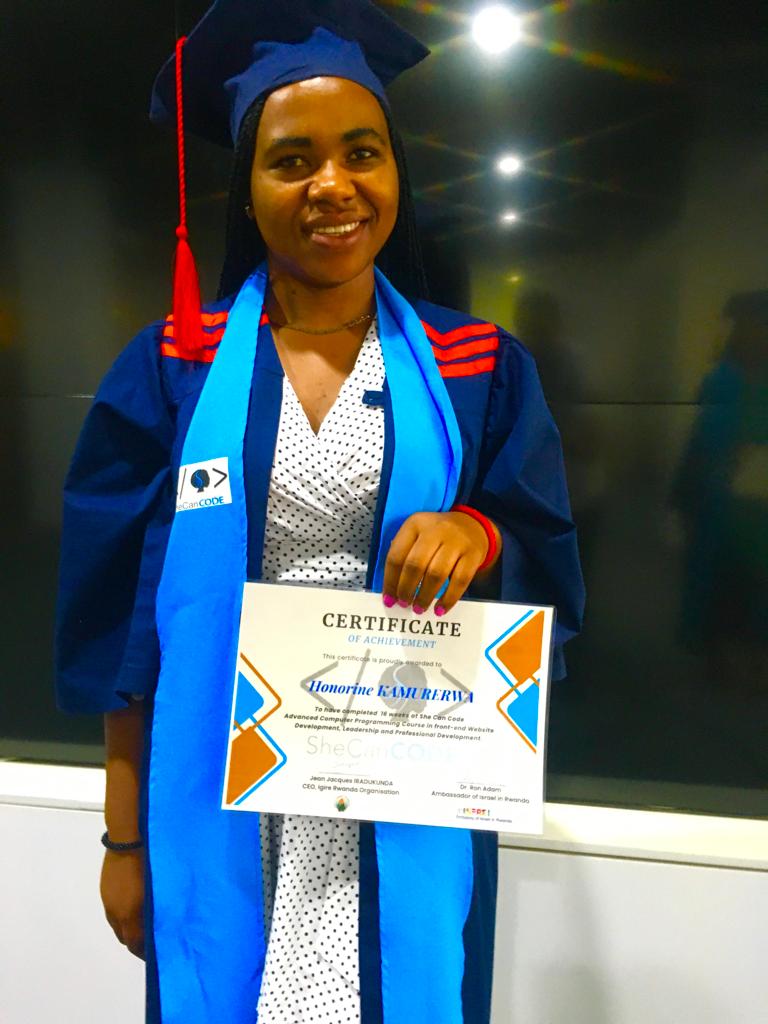 SheCanCODE
CERTIFICATE
OF ACHIEVEMENT
This certificate is proudly awarded to
Honorine KAMURERWA
To have completed 16 weeks at She Can Code
Advanced Computer Programming Course in front-end Website
Development, Leadership and Professional Development
SheCanCODE
Jean Jacques IRADUKUNDA
CEO, Igire Rwanda Organisation
Dr. Ron Adam
Ambassador of Israel in Rwanda
Embassy of Israel in Rwanda